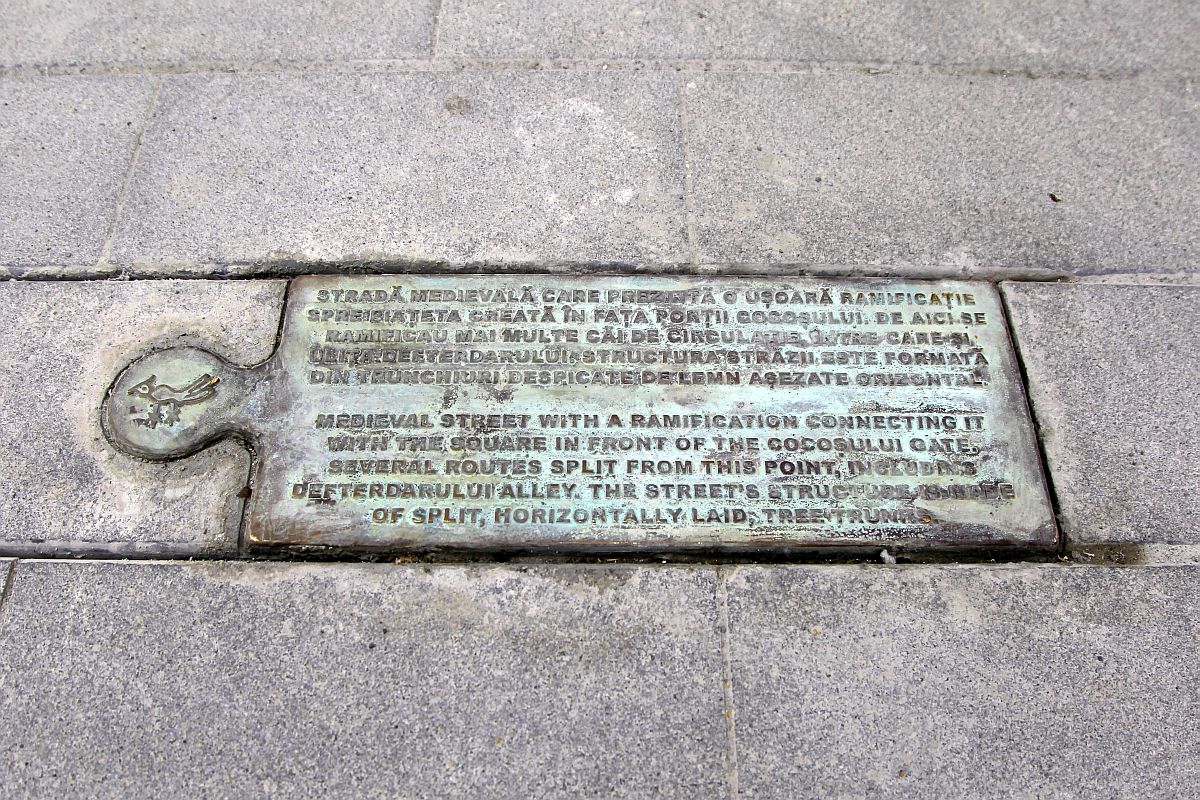 STRADĂ MEDIEVALĂ CARE PREZINTĂ O UȘOARĂ RAMIFICAȚIE
SPRE PIAȚETA CREATĂ ÎN FAȚA PORȚII COCOȘULUI. DE AICI SE
RAMIFICAU MAI MULTE CĂI DE CIRCULAȚIE, ÎNTRE CARE ȘI
ULIȚA DEFTERDARULUI. STRUCTURA STRĂZII ESTE FORMATĂ
DIN TRUNCHIURI DESPICATE DE LEMN AȘEZATE ORIZONTAL.
MEDIEVAL STREET WITH A RAMIFICATION CONNECTING IT
WITH THE SQUARE IN FRONT OF THE COCOSULUI GATE.
SEVERAL ROUTES SPLIT FROM THIS POINT, INCLUDING
DEFTERDARULUI ALLEY. THE STREET'S STRUCTURE IS MADE
OF SPLIT, HORIZONTALLY LAID, TREE TRUNKS.